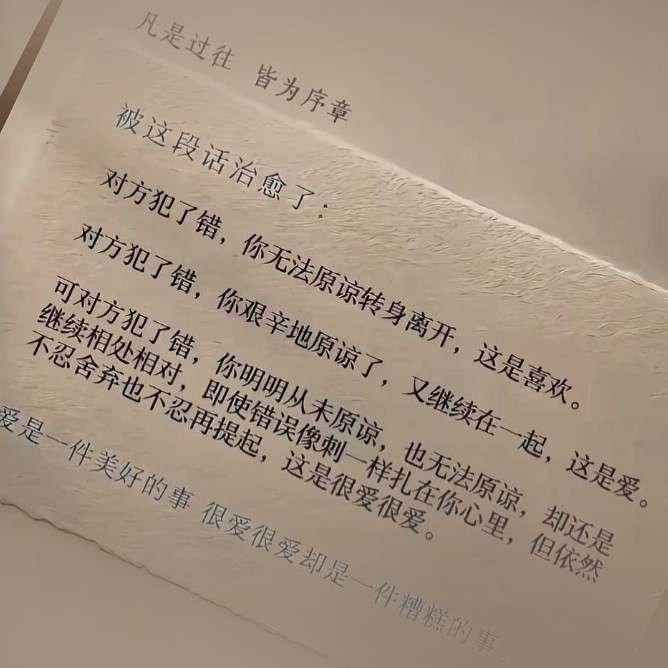 凡是过往 皆为序章
被这段话治愈了：
对方犯了错，你无法原谅转身离开，这是喜欢。
对方犯了错，你艰辛地原谅了，又继续在一起，这是爱。
可对方犯了错，你明明从未原谅，也无法原谅，却还是
继续相处相对，即使错误像刺一样扎在你心里，但依然
不忍舍弃也不忍再提起，这是很爱很爱。
爱是一件美好的事 很爱很爱却是一件糟糕的事